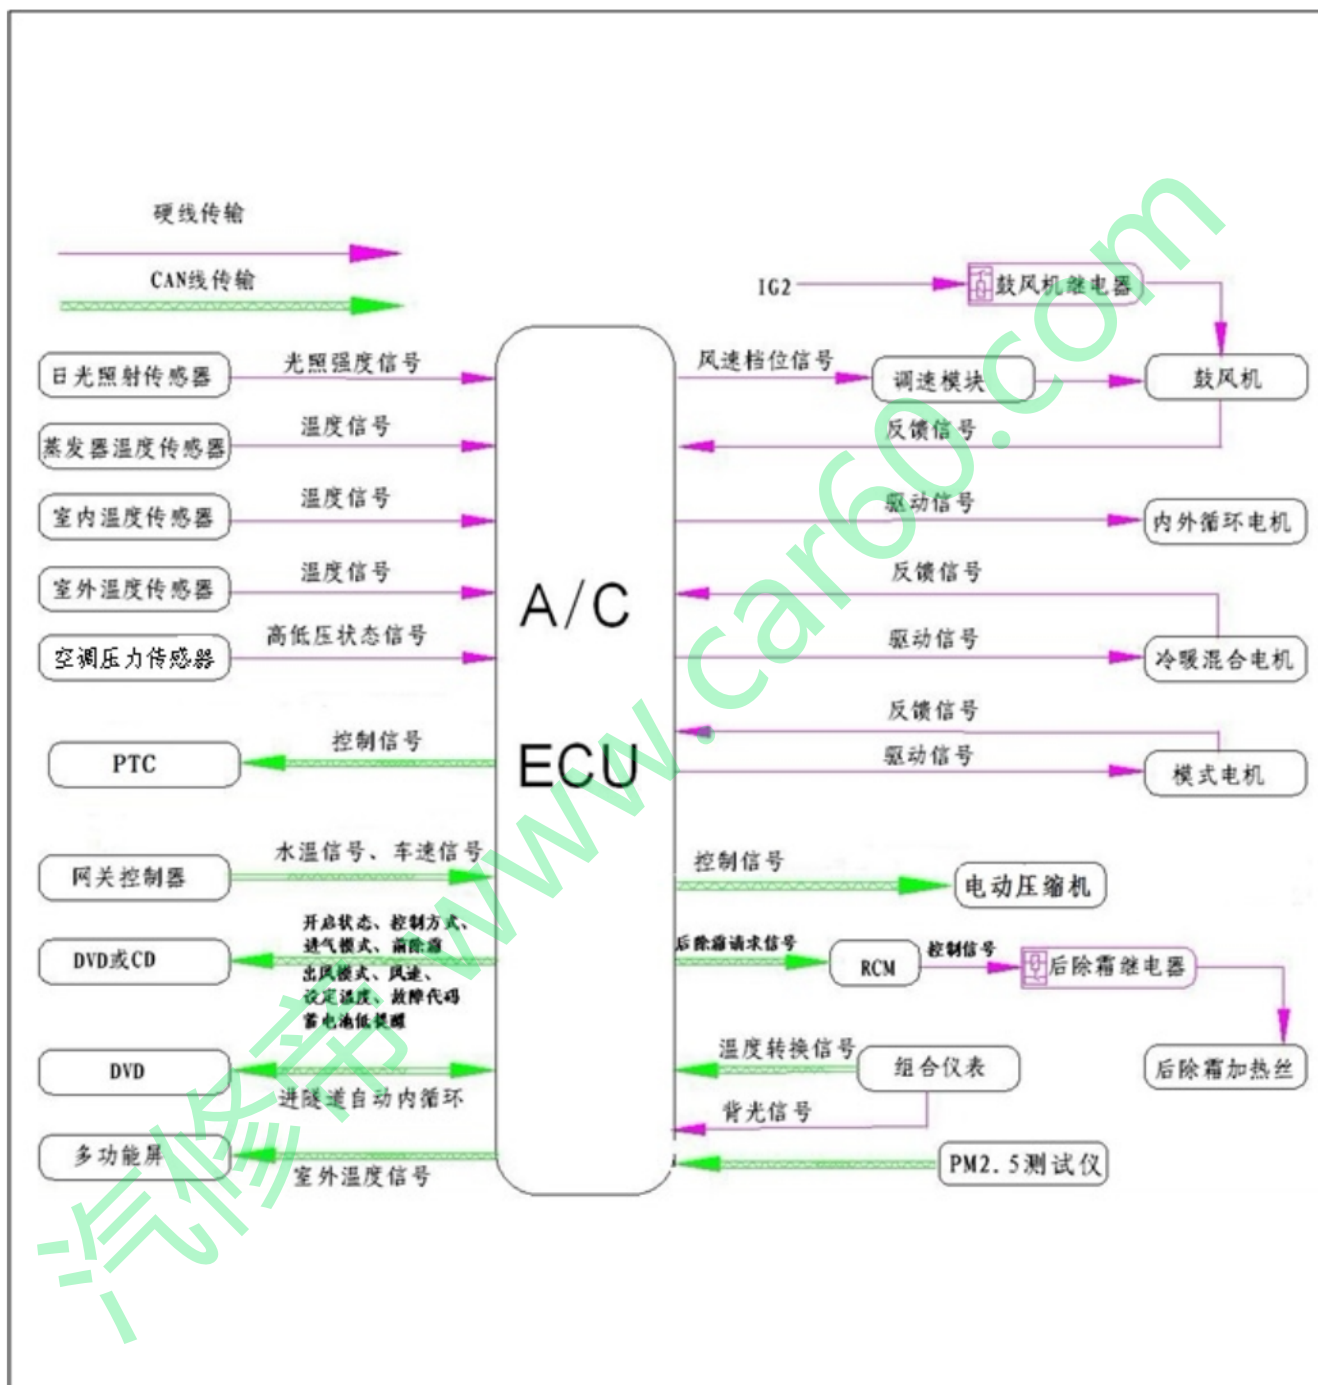 硬线传输
CAN线传输
IG2
鼓风机继电器
日光照射传感器
光照强度信号
风速档位信号
调速模块
鼓风机
蒸发器温度传感器
温度信号
反馈信号
室内温度传感器
温度信号
驱动信号
内外循环电机
室外温度传感器
温度信号
反馈信号
A/C
空调压力传感器
高低压状态信号
驱动信号
冷暖混合电机
反馈信号
PTC
控制信号
ECU
驱动信号
模式电机
网关控制器
水温信号、车速信号
控制信号
电动压缩机
DVD或CD
开启状态、控制方式、
进气模式、前除霜
出风模式、风速、
设定温度、故障代码
蓄电池低提醒
后除霜请求信号
RCM
控制信号
后除霜继电器
DVD
进隧道自动内循环
温度转换信号
组合仪表
后除霜加热丝
背光信号
多功能屏
室外温度信号
PM2.5测试仪
汽修帮 www.car60.com